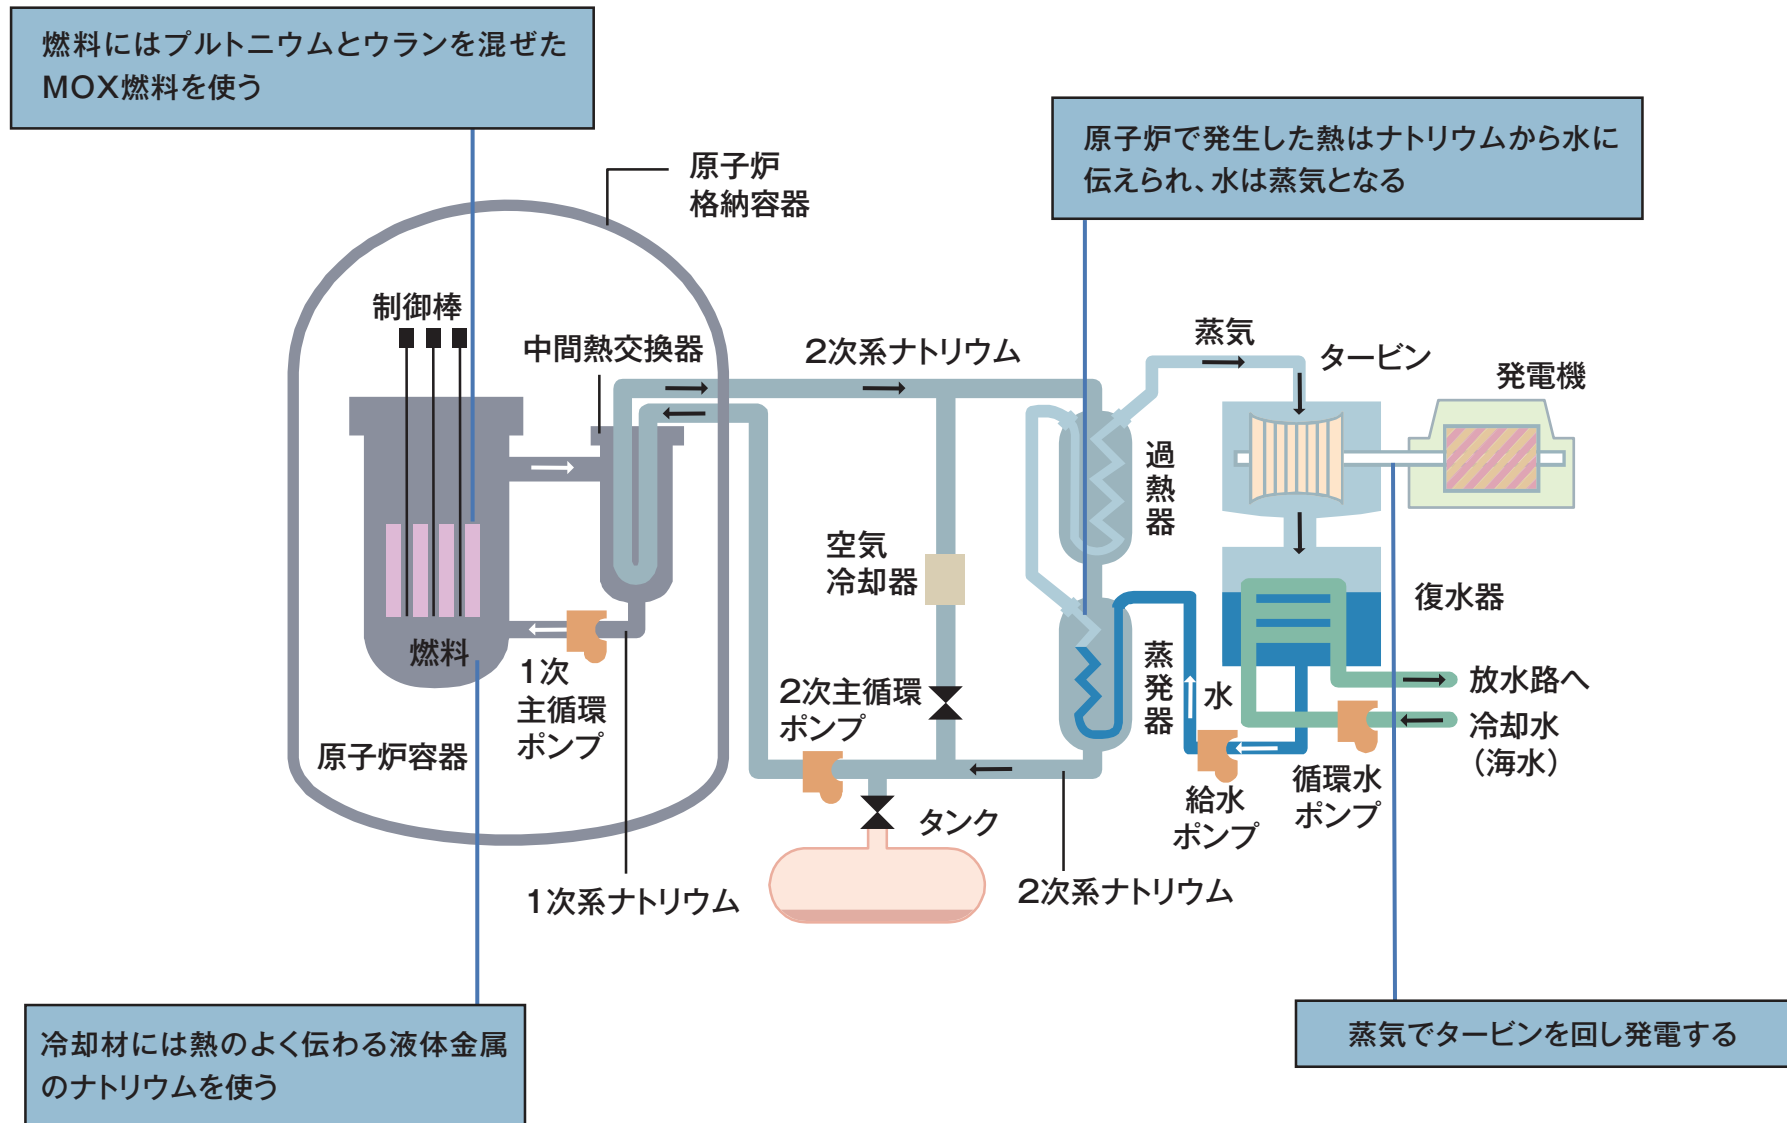 燃料にはプルトニウムとウランを混ぜた
MOX燃料を使う
原子炉で発生した熱はナトリウムから水に
伝えられ、水は蒸気となる
原子炉
格納容器
制御棒
中間熱交換器
2次系ナトリウム
蒸気
タービン
発電機
過熱器
空気
冷却器
復水器
燃料
1次
主循環
ポンプ
2次主循環
ポンプ
蒸発器
水
放水路へ
冷却水
（海水）
原子炉容器
循環水
ポンプ
給水
ポンプ
タンク
1次系ナトリウム
2次系ナトリウム
冷却材には熱のよく伝わる液体金属
のナトリウムを使う
蒸気でタービンを回し発電する